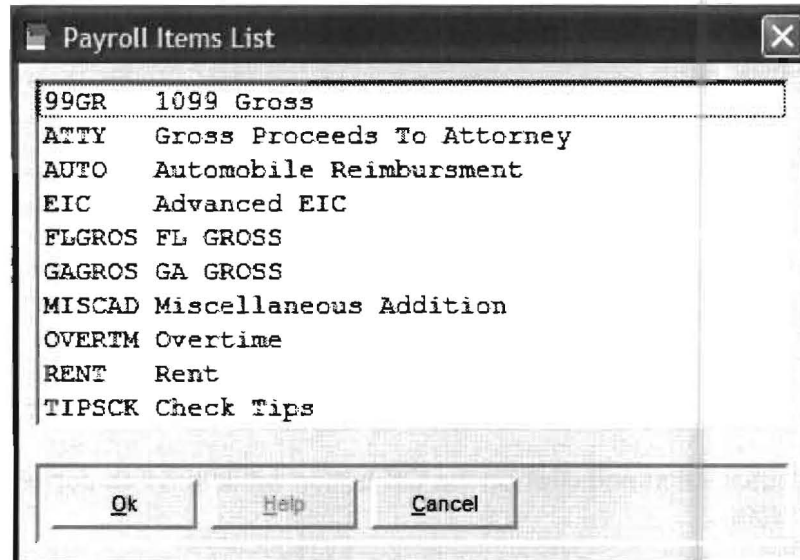 Payroll Items List
99GR 1099 Gross
ATTY Gross Proceeds To Attorney
AUTO Automobile Reimbursment
EIC Advanced EIC
FLGROS FL GROSS
GAGROS GA GROSS
MISCAD Miscellaneous Addition
OVERTM Overtime
RENT Rent
TIPSCK Check Tips
Ok Help Cancel